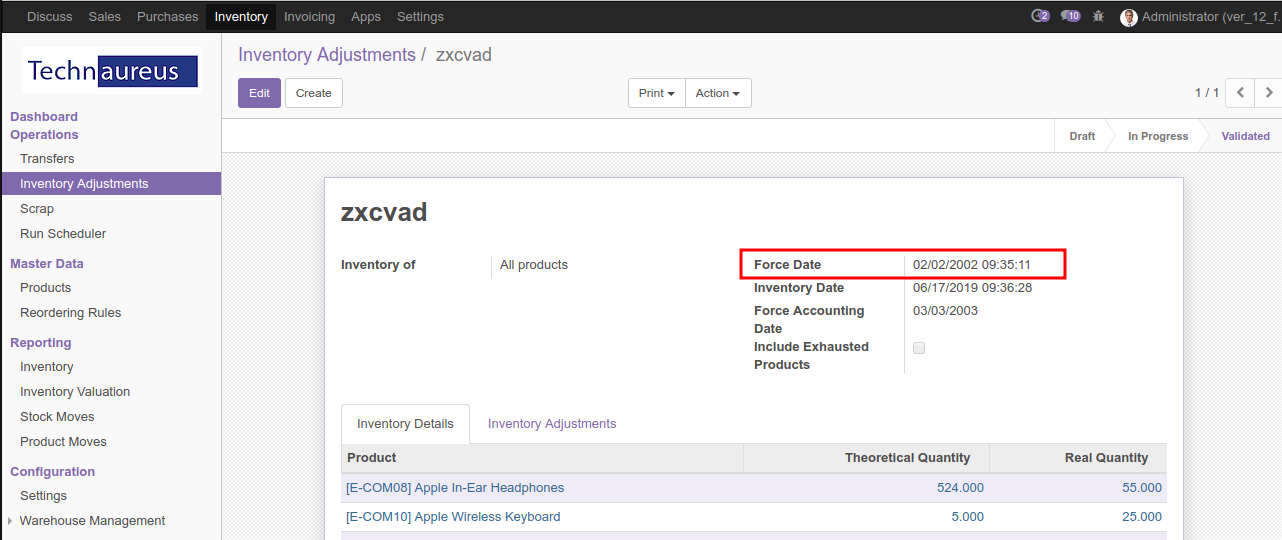 Discuss Sales Purchases Inventory Invoicing Apps Settings 2 10 Administrator (ver_12_f.
Technaureus
Inventory Adjustments / zxcvad
Edit Create Print Action 1 / 1
Draft In Progress Validated
Dashboard
Operations
Transfers
Inventory Adjustments
Scrap
Run Scheduler
Master Data
Products
Reordering Rules
Reporting
Inventory
Inventory Valuation
Stock Moves
Product Moves
Configuration
Settings
Warehouse Management
zxcvad
Inventory of All products
Force Date 02/02/2002 09:35:11
Inventory Date 06/17/2019 09:36:28
Force Accounting
Date 03/03/2003
Include Exhausted
Products
Inventory Details Inventory Adjustments
Product Theoretical Quantity Real Quantity
[E-COM08] Apple In-Ear Headphones 524.000 55.000
[E-COM10] Apple Wireless Keyboard 5.000 25.000